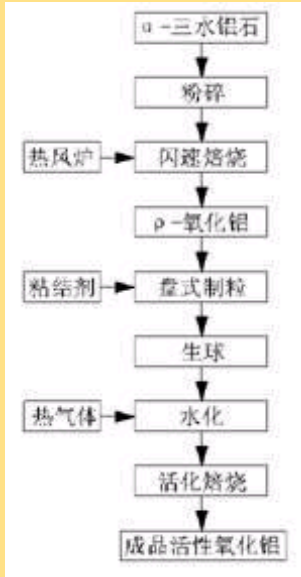 α-三水铝石
粉碎
热风炉
闪速焙烧
ρ-氧化铝
粘结剂
盘式制粒
生球
热气体
水化
活化焙烧
成品活性氧化铝